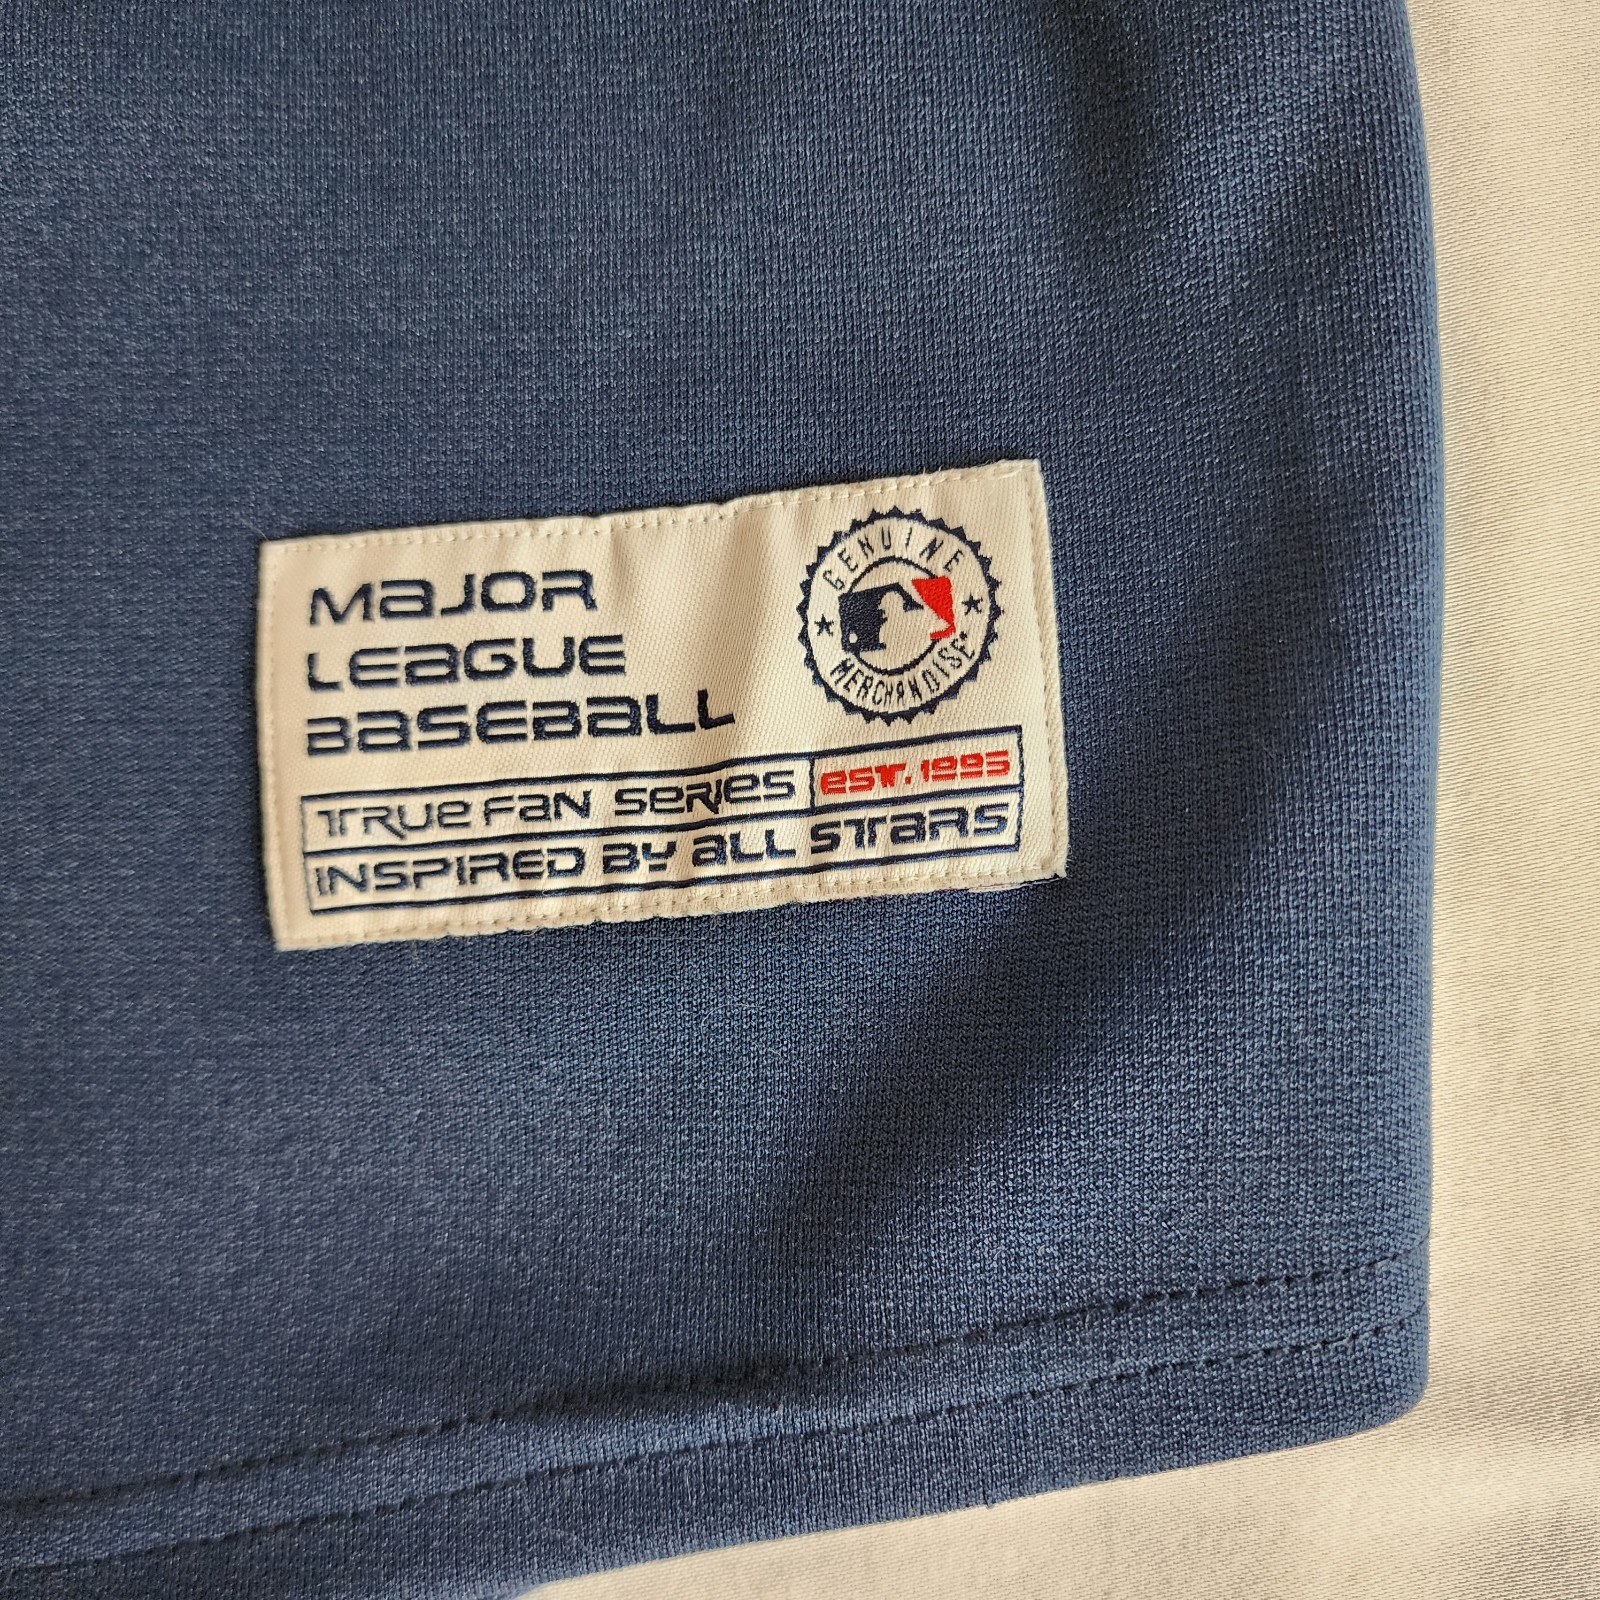 Major
League
Baseball
GENUINE
MERCHANDISE
True Fan Series
est. 1995
Inspired by All Stars